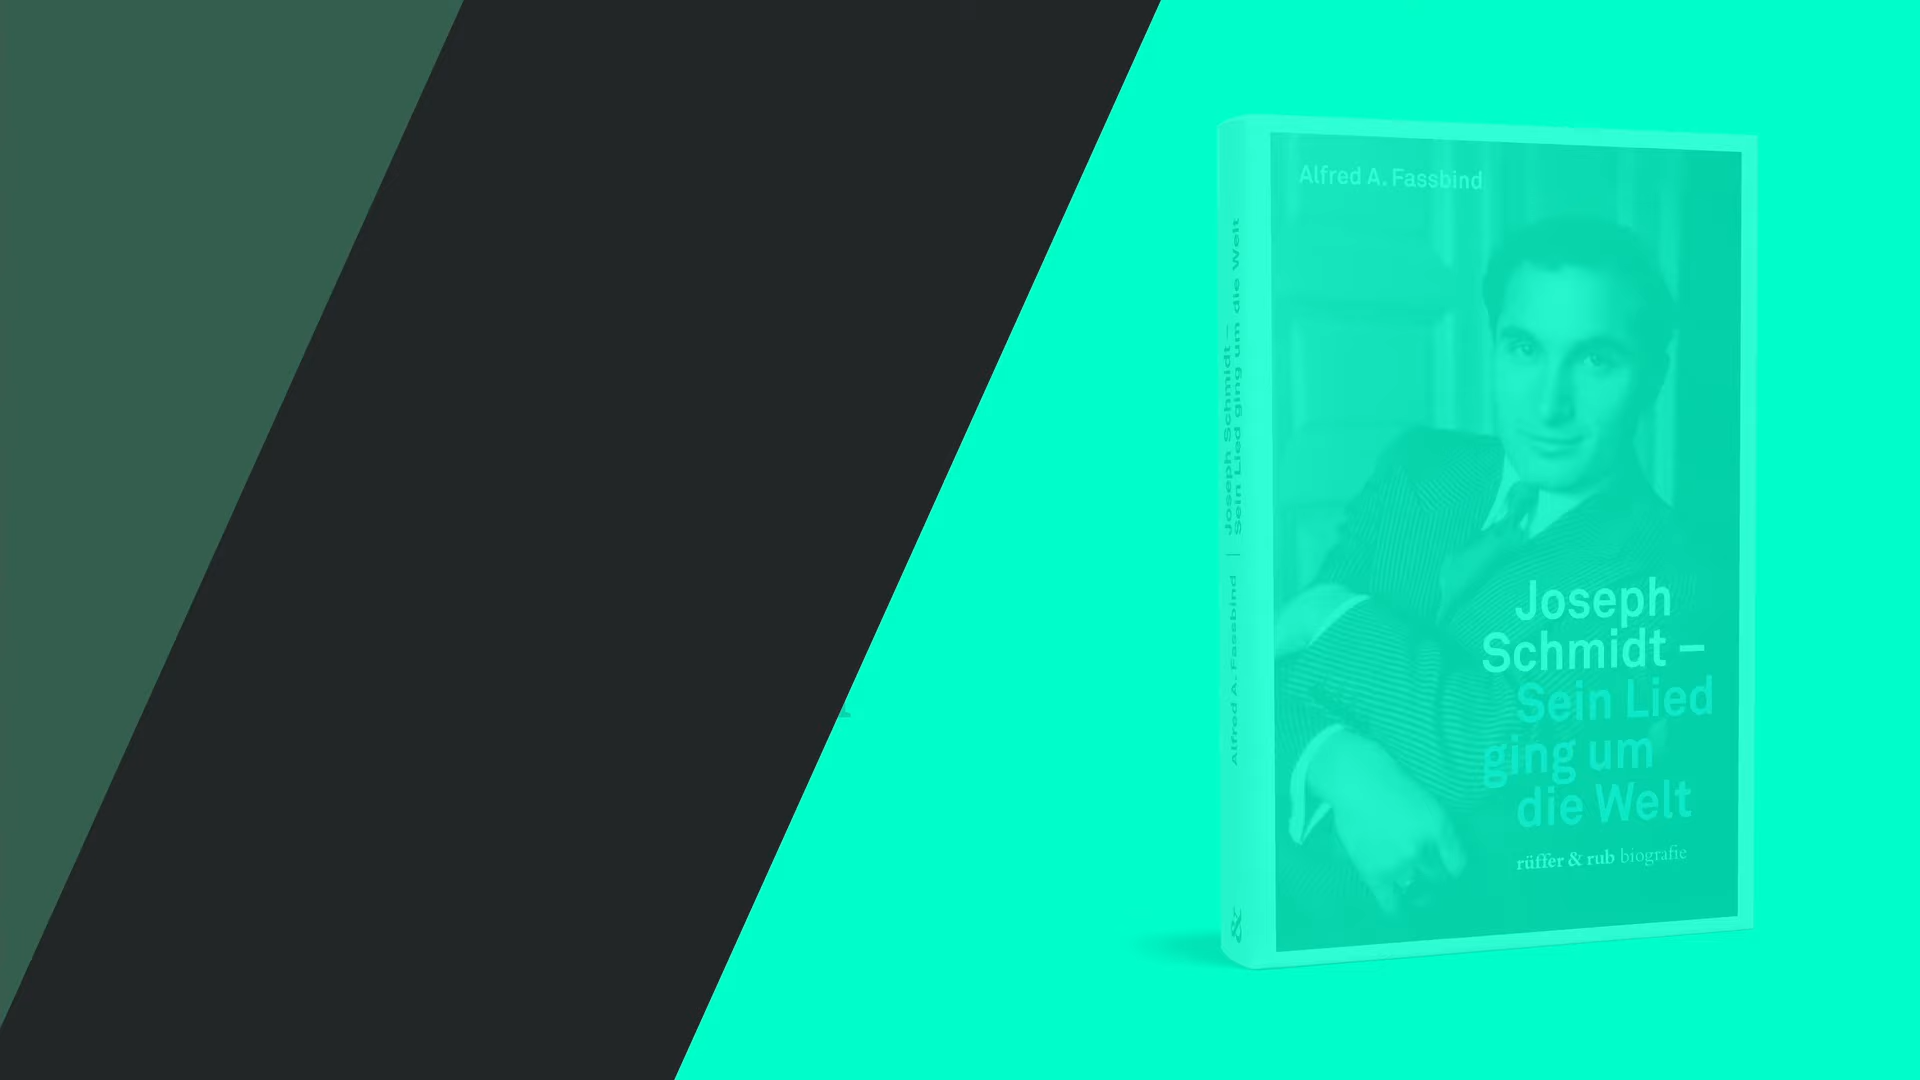 Alfred A. Fassbind
Joseph
Schmidt –
Sein Lied
ging um
die Welt
rüffer & rub biografie
Alfred A. Fassbind | Joseph Schmidt –
Sein Lied ging um die Welt
&